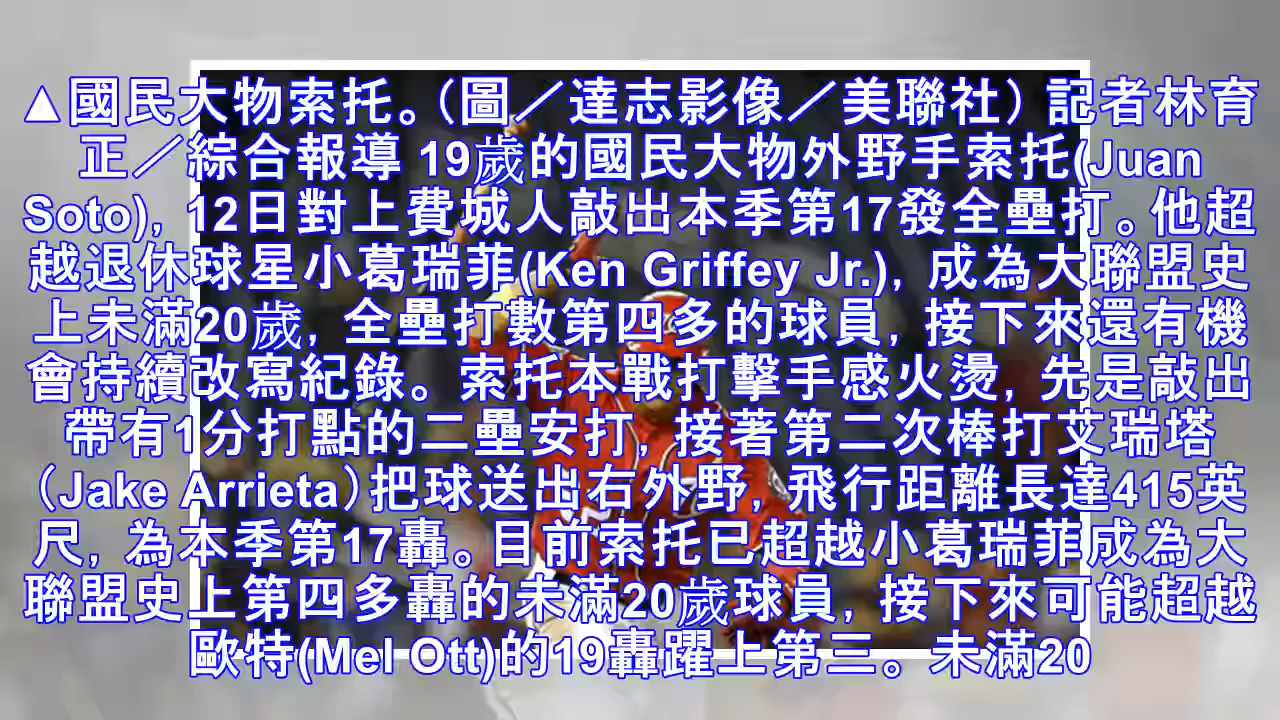 ▲國民大物索托。（圖／達志影像／美聯社）記者林育
正／綜合報導 19歲的國民大物外野手索托(Juan
Soto)，12日對上費城人敲出本季第17發全壘打。他超
越退休球星小葛瑞菲(Ken Griffey Jr.)，成為大聯盟史
上未滿20歲，全壘打數第四多的球員，接下來還有機
會持續改寫紀錄。索托本戰打擊手感火燙，先是敲出
帶有1分打點的二壘安打，接著第二次棒打艾瑞塔
（Jake Arrieta）把球送出右外野，飛行距離長達415英
尺，為本季第17轟。目前索托已超越小葛瑞菲成為大
聯盟史上第四多轟的未滿20歲球員，接下來可能超越
歐特(Mel Ott)的19轟躍上第三。未滿20